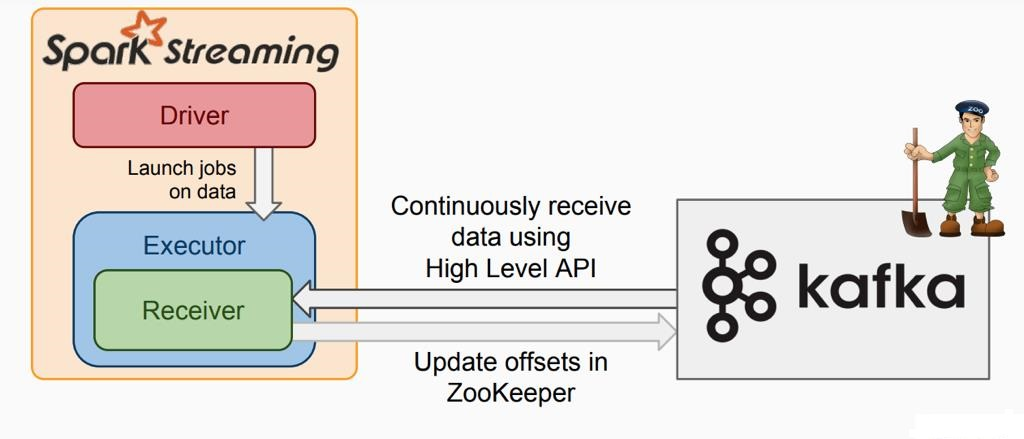 Spark Streaming
Driver
Launch jobs
on data
Executor
Receiver
Continuously receive
data using
High Level API
Update offsets in
ZooKeeper
ZOO
kafka